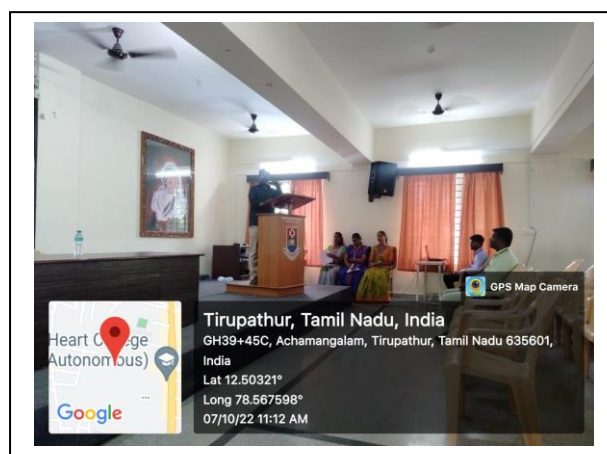 GPS Map Camera
Tirupathur, Tamil Nadu, India
GH39+45C, Achamangalam, Tirupathur, Tamil Nadu 635601,
India
Lat 12.50321°
Long 78.567598°
07/10/22 11:12 AM
Heart College
Autonomous)
Google